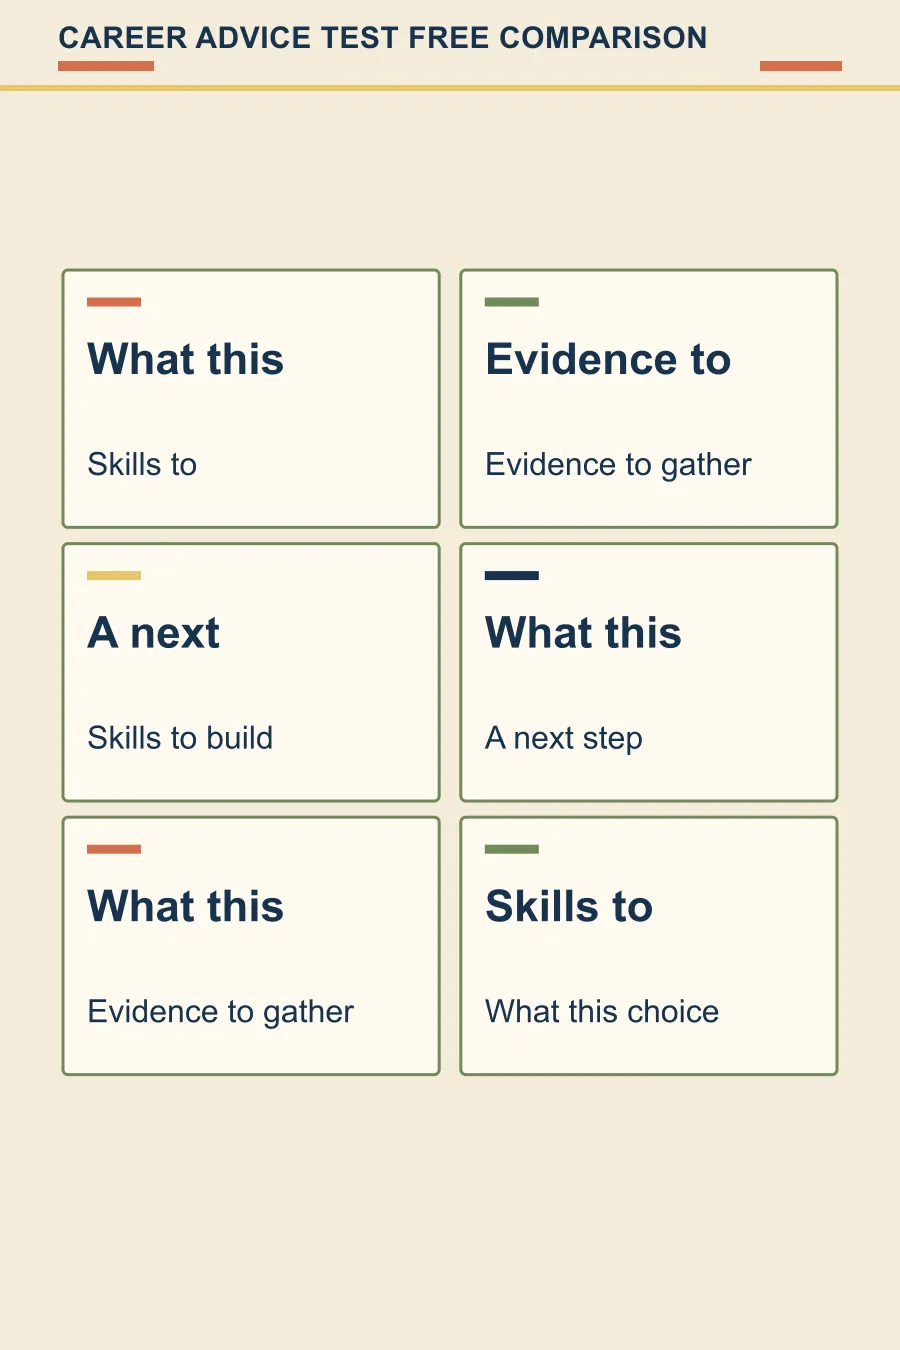 CAREER ADVICE TEST FREE COMPARISON
What this
Skills to
Evidence to
Evidence to gather
A next
Skills to build
What this
A next step
What this
Evidence to gather
Skills to
What this choice